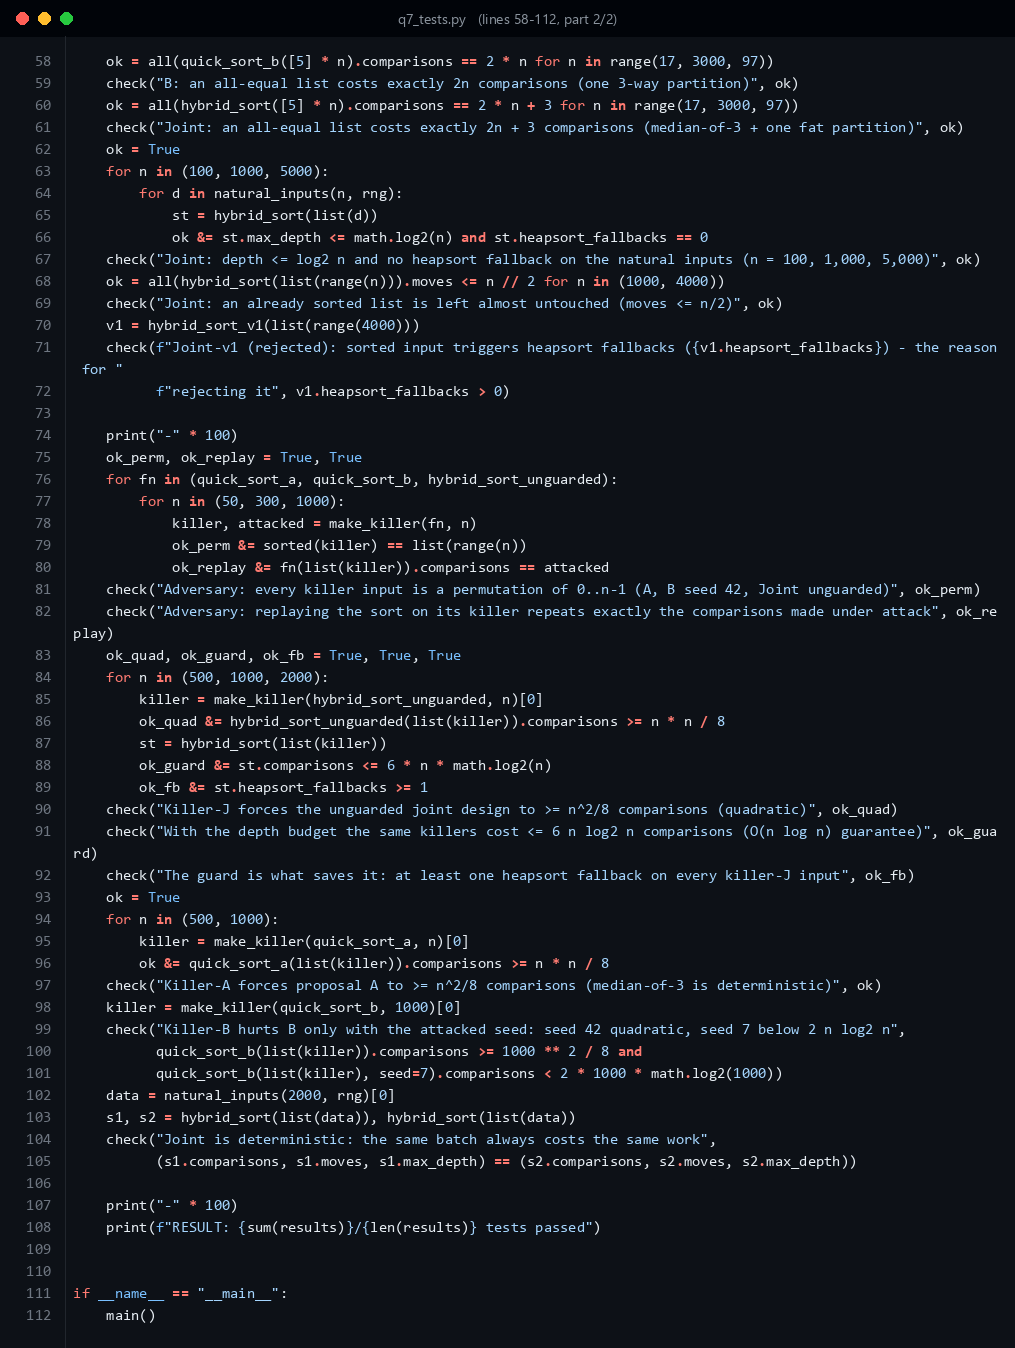 q7_tests.py   (lines 58-112, part 2/2)
58    ok = all(quick_sort_b([5] * n).comparisons == 2 * n for n in range(17, 3000, 97))
59    check("B: an all-equal list costs exactly 2n comparisons (one 3-way partition)", ok)
60    ok = all(hybrid_sort([5] * n).comparisons == 2 * n + 3 for n in range(17, 3000, 97))
61    check("Joint: an all-equal list costs exactly 2n + 3 comparisons (median-of-3 + one fat partition)", ok)
62    ok = True
63    for n in (100, 1000, 5000):
64        for d in natural_inputs(n, rng):
65            st = hybrid_sort(list(d))
66            ok &= st.max_depth <= math.log2(n) and st.heapsort_fallbacks == 0
67    check("Joint: depth <= log2 n and no heapsort fallback on the natural inputs (n = 100, 1,000, 5,000)", ok)
68    ok = all(hybrid_sort(list(range(n))).moves <= n // 2 for n in (1000, 4000))
69    check("Joint: an already sorted list is left almost untouched (moves <= n/2)", ok)
70    v1 = hybrid_sort_v1(list(range(4000)))
71    check(f"Joint-v1 (rejected): sorted input triggers heapsort fallbacks ({v1.heapsort_fallbacks}) - the reason
 for "
72          f"rejecting it", v1.heapsort_fallbacks > 0)
73
74    print("-" * 100)
75    ok_perm, ok_replay = True, True
76    for fn in (quick_sort_a, quick_sort_b, hybrid_sort_unguarded):
77        for n in (50, 300, 1000):
78            killer, attacked = make_killer(fn, n)
79            ok_perm &= sorted(killer) == list(range(n))
80            ok_replay &= fn(list(killer)).comparisons == attacked
81    check("Adversary: every killer input is a permutation of 0..n-1 (A, B seed 42, Joint unguarded)", ok_perm)
82    check("Adversary: replaying the sort on its killer repeats exactly the comparisons made under attack", ok_re
play)
83    ok_quad, ok_guard, ok_fb = True, True, True
84    for n in (500, 1000, 2000):
85        killer = make_killer(hybrid_sort_unguarded, n)[0]
86        ok_quad &= hybrid_sort_unguarded(list(killer)).comparisons >= n * n / 8
87        st = hybrid_sort(list(killer))
88        ok_guard &= st.comparisons <= 6 * n * math.log2(n)
89        ok_fb &= st.heapsort_fallbacks >= 1
90    check("Killer-J forces the unguarded joint design to >= n^2/8 comparisons (quadratic)", ok_quad)
91    check("With the depth budget the same killers cost <= 6 n log2 n comparisons (O(n log n) guarantee)", ok_gua
rd)
92    check("The guard is what saves it: at least one heapsort fallback on every killer-J input", ok_fb)
93    ok = True
94    for n in (500, 1000):
95        killer = make_killer(quick_sort_a, n)[0]
96        ok &= quick_sort_a(list(killer)).comparisons >= n * n / 8
97    check("Killer-A forces proposal A to >= n^2/8 comparisons (median-of-3 is deterministic)", ok)
98    killer = make_killer(quick_sort_b, 1000)[0]
99    check("Killer-B hurts B only with the attacked seed: seed 42 quadratic, seed 7 below 2 n log2 n",
100          quick_sort_b(list(killer)).comparisons >= 1000 ** 2 / 8 and
101          quick_sort_b(list(killer), seed=7).comparisons < 2 * 1000 * math.log2(1000))
102    data = natural_inputs(2000, rng)[0]
103    s1, s2 = hybrid_sort(list(data)), hybrid_sort(list(data))
104    check("Joint is deterministic: the same batch always costs the same work",
105          (s1.comparisons, s1.moves, s1.max_depth) == (s2.comparisons, s2.moves, s2.max_depth))
106
107    print("-" * 100)
108    print(f"RESULT: {sum(results)}/{len(results)} tests passed")
109
110
111 if __name__ == "__main__":
112    main()